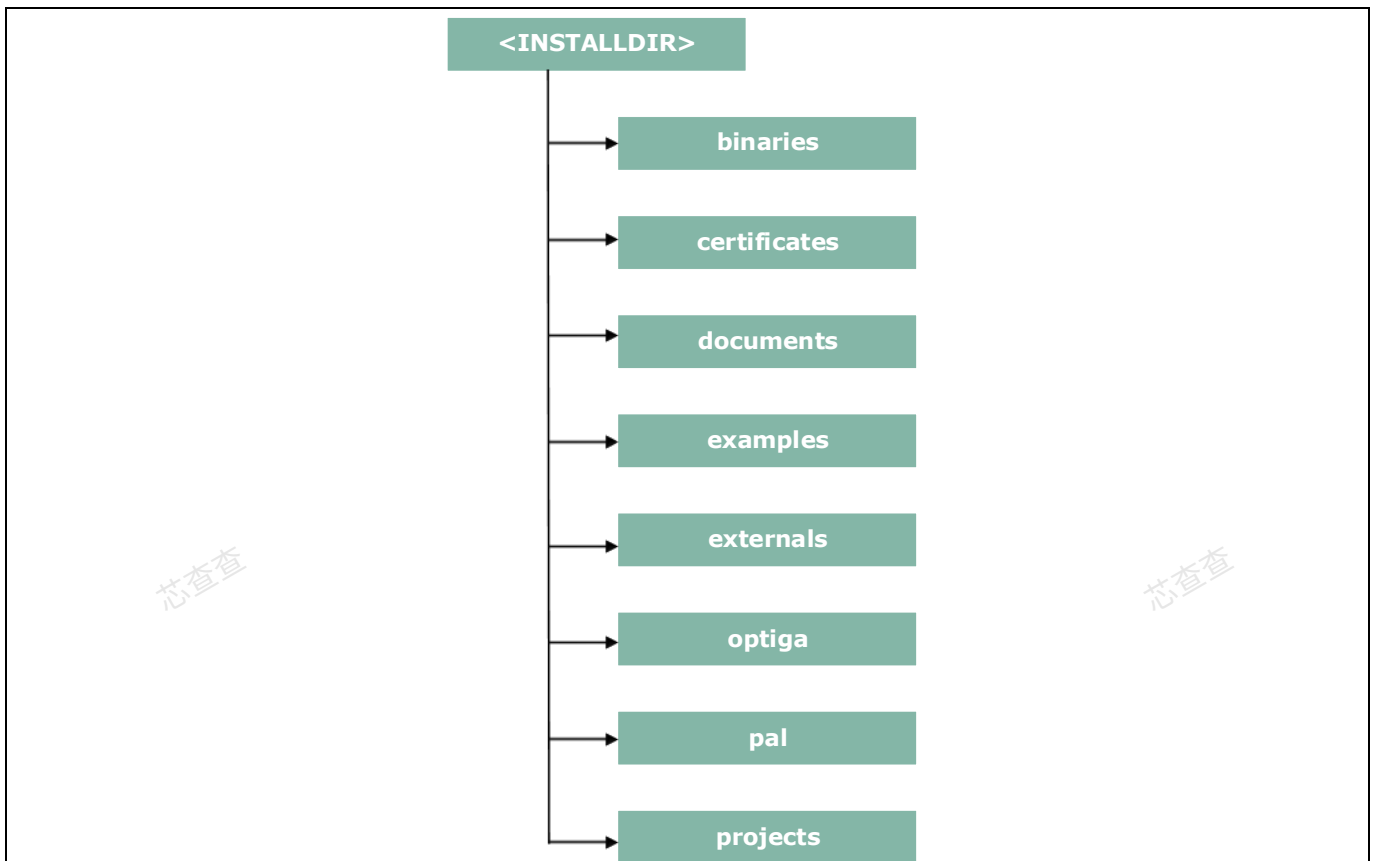 <INSTALLDIR>
binaries
certificates
documents
examples
externals
芯查查
芯查查
optiga
pal
projects